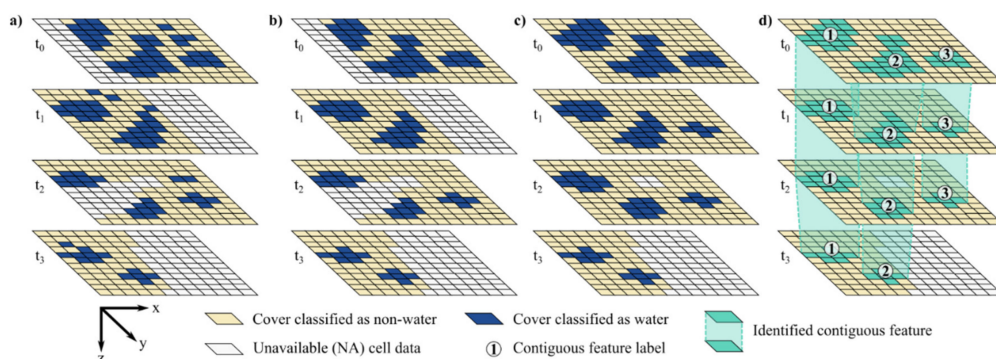 a) b) c) d)
t0 t0 t0 t0
1 2 3
t1 t1 t1 t1
1 2 3
t2 t2 t2 t2
1 2 3
t3 t3 t3 t3
1 2
x
y
z
Cover classified as non-water
Cover classified as water
Identified contiguous feature
Unavailable (NA) cell data
1 Contiguous feature label